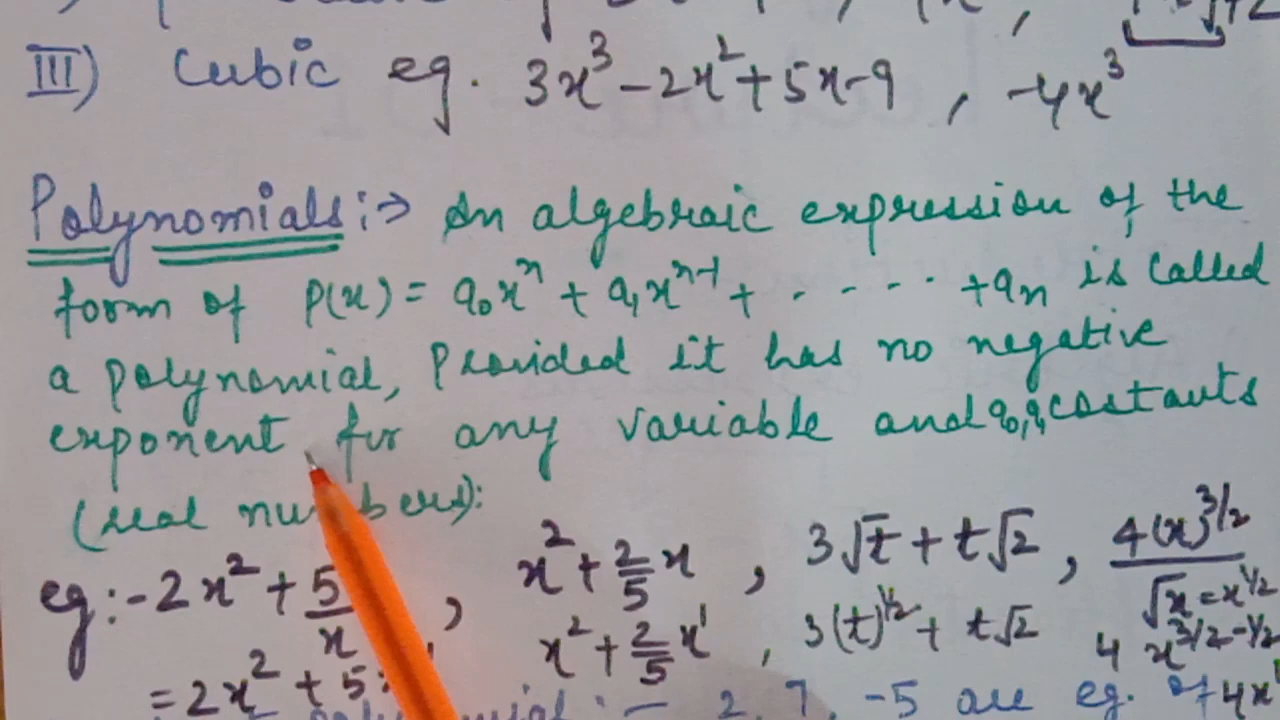 III) Cubic eg. 3x³-2x²+5x-9 , -4x³
Polynomials:→ An algebraic expression of the
form of P(x) = a₀xⁿ + a₁xⁿ⁻¹ + . - - - . . +aₙ is called
a polynomial, Provided it has no negative
exponent for any variable and a₀,a₁ costants
(real numbers):
eg:-2x² + 5/x , x² + 2/5 x , 3√t + t√2 , 4(x)^3/2 / √x = x^1/2
= 2x² + 5 x² + 2/5 x¹ , 3(t)^1/2 + t√2 4 x^3/2-1/2
:- 2, 7, -5 are eg. of 4x¹